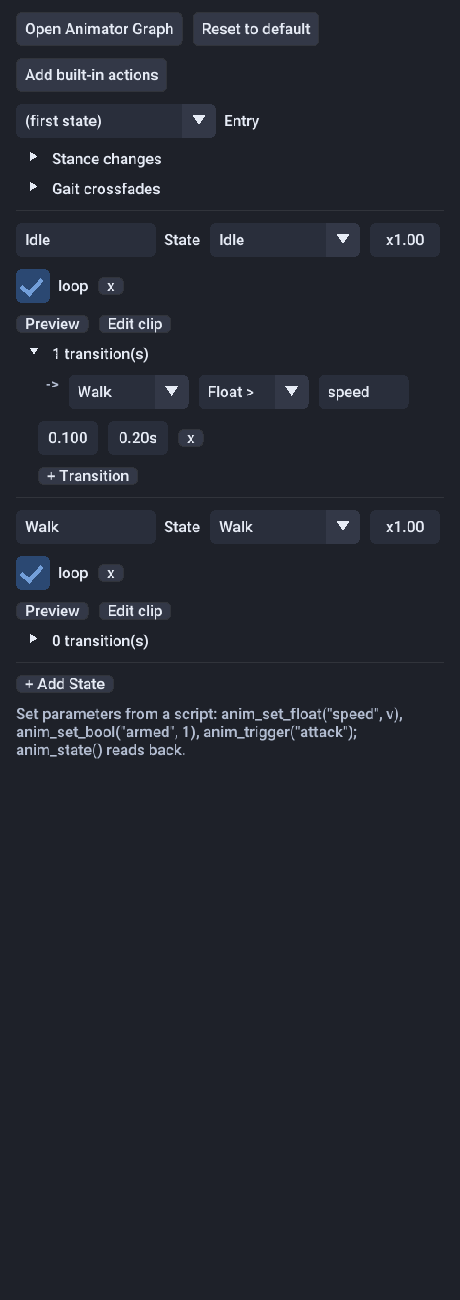 Open Animator Graph Reset to default
Add built-in actions
(first state) Entry
Stance changes
Gait crossfades
Idle State Idle x1.00
loop x
Preview Edit clip
1 transition(s)
-> Walk Float > speed
0.100 0.20s x
+ Transition
Walk State Walk x1.00
loop x
Preview Edit clip
0 transition(s)
+ Add State
Set parameters from a script: anim_set_float("speed", v),
anim_set_bool("armed", 1), anim_trigger("attack");
anim_state() reads back.